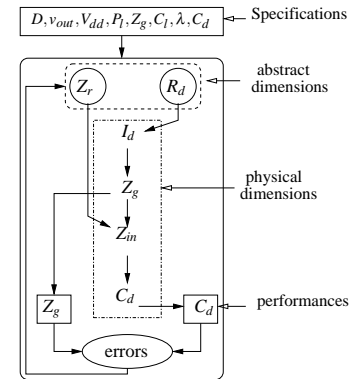 D, v_out, V_dd, P_l, Z_g, C_l, λ, C_d
Specifications
abstract
dimensions
Z_r
R_d
I_d
Z_g
physical
dimensions
Z_in
C_d
Z_g
C_d
performances
errors